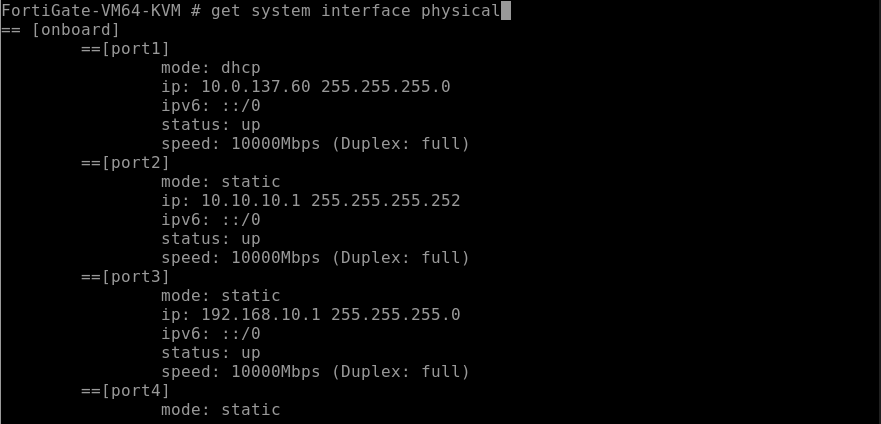 FortiGate-VM64-KVM # get system interface physical
== [onboard]
        ==[port1]
                mode: dhcp
                ip: 10.0.137.60 255.255.255.0
                ipv6: ::/0
                status: up
                speed: 10000Mbps (Duplex: full)
        ==[port2]
                mode: static
                ip: 10.10.10.1 255.255.255.252
                ipv6: ::/0
                status: up
                speed: 10000Mbps (Duplex: full)
        ==[port3]
                mode: static
                ip: 192.168.10.1 255.255.255.0
                ipv6: ::/0
                status: up
                speed: 10000Mbps (Duplex: full)
        ==[port4]
                mode: static